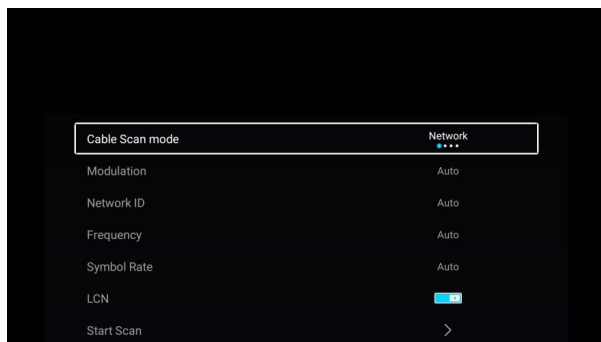 Cable Scan mode Network
Modulation Auto
Network ID Auto
Frequency Auto
Symbol Rate Auto
LCN
Start Scan